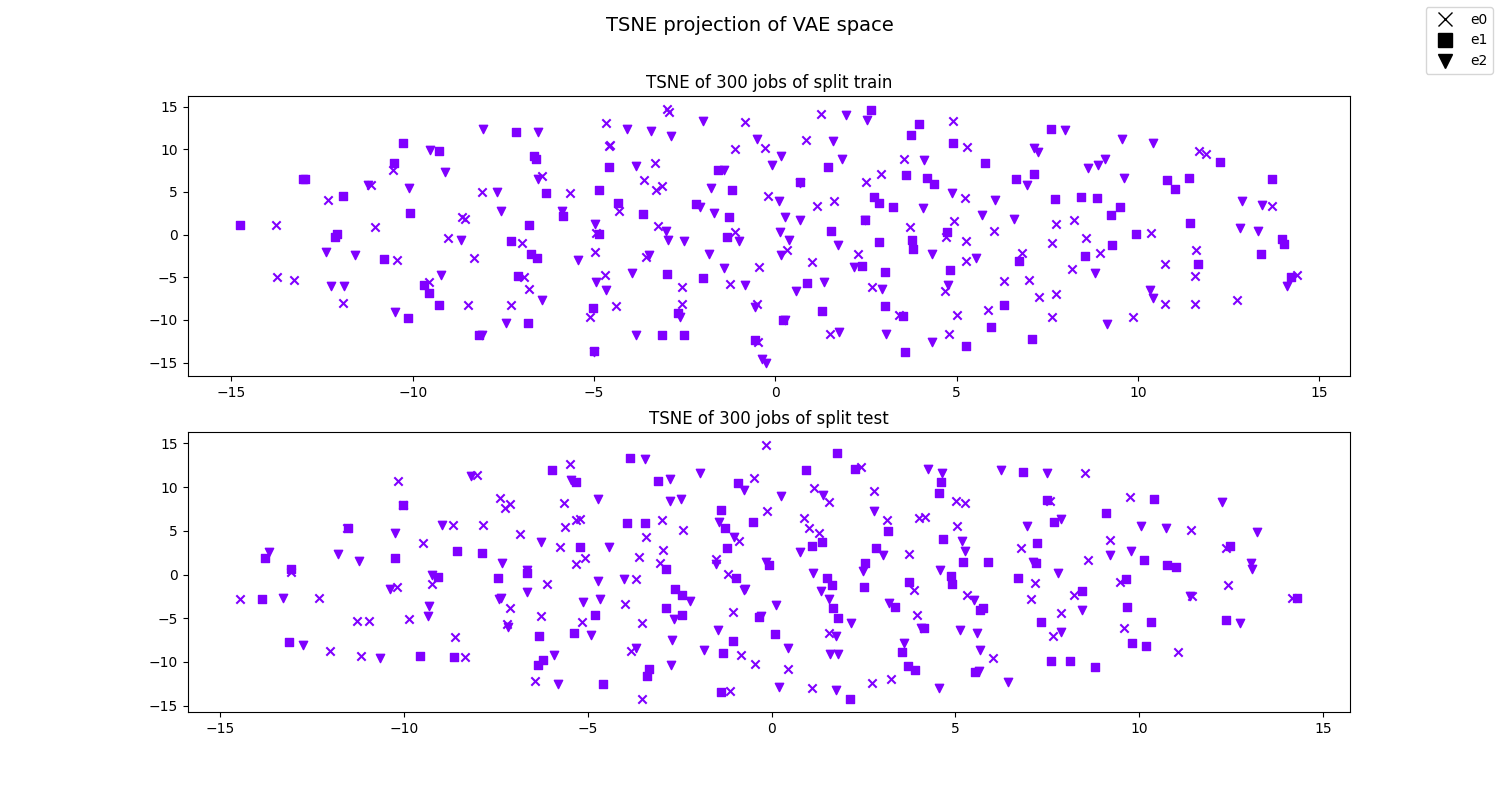 TSNE projection of VAE space
e0
e1
e2
TSNE of 300 jobs of split train
15
10
5
0
−5
−10
−15
−15 −10 −5 0 5 10 15
TSNE of 300 jobs of split test
15
10
5
0
−5
−10
−15
−15 −10 −5 0 5 10 15